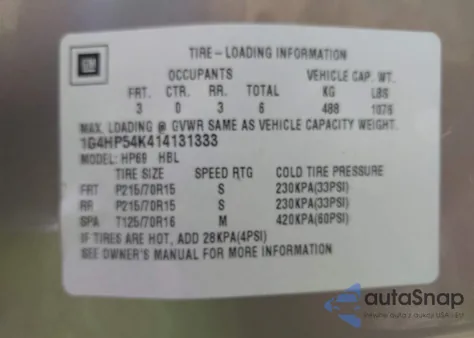 GM
TIRE-LOADING INFORMATION
OCCUPANTS VEHICLE CAP. WT.
FRT. CTR. RR. TOTAL KG LBS
3 0 3 6 488 1076
MAX. LOADING @ GVWR SAME AS VEHICLE CAPACITY WEIGHT.
1G4HP54K414131333
MODEL: HP69 HBL
TIRE SIZE SPEED RTG COLD TIRE PRESSURE
FRT P215/70R15 S 230KPA(33PSI)
RR P215/70R15 S 230KPA(33PSI)
SPA T125/70R16 M 420KPA(60PSI)
IF TIRES ARE HOT, ADD 28KPA(4PSI)
SEE OWNER'S MANUAL FOR MORE INFORMATION
autoSnap